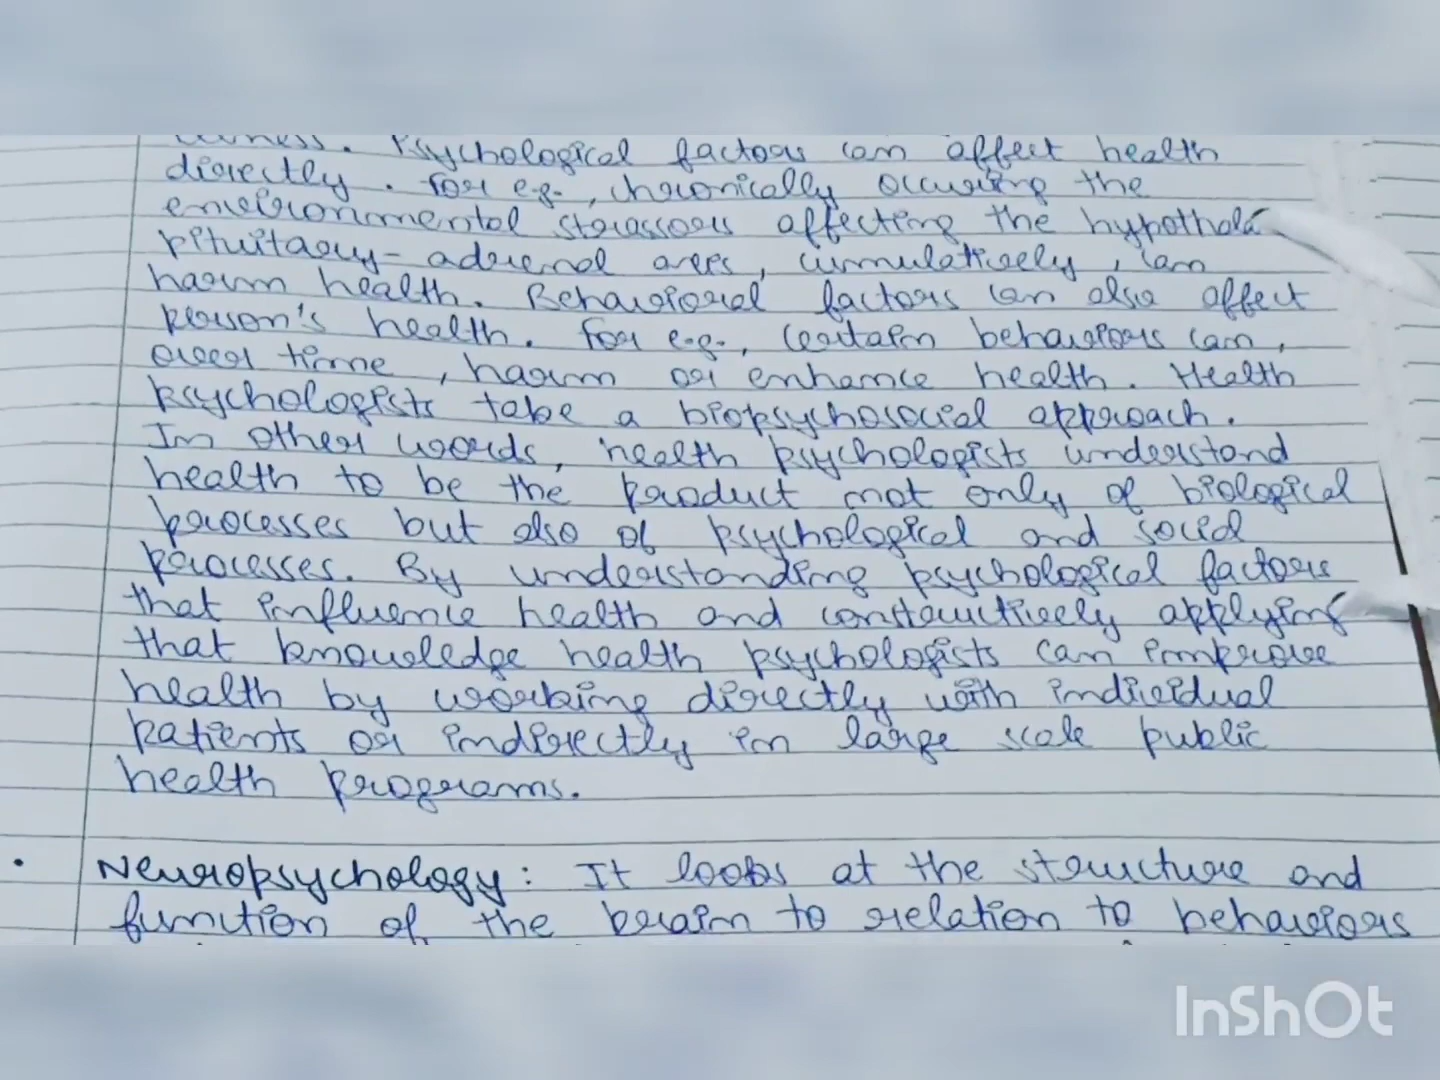 illness. Psychological factors can affect health
directly. For e.g., chronically occuring the
environmental strassors affecting the hypothala
pituitary-adrenal axes, cumulatively, can
harm health. Behavioral factors can also affect
person's health. For e.g., certain behaviors can,
over time, harm or enhance health. Health
psychologists take a biopsychosocial approach.
In other words, health psychologists understand
health to be the product not only of biological
processes but also of psychological and social
processes. By understanding psychological factors
that influence health and constructively applying
that knowledge health psychologists can improve
health by working directly with individual
patients or indirectly in large scale public
health programs.
• Neuropsychology: It looks at the structure and
function of the brain to relation to behaviors
InShOt